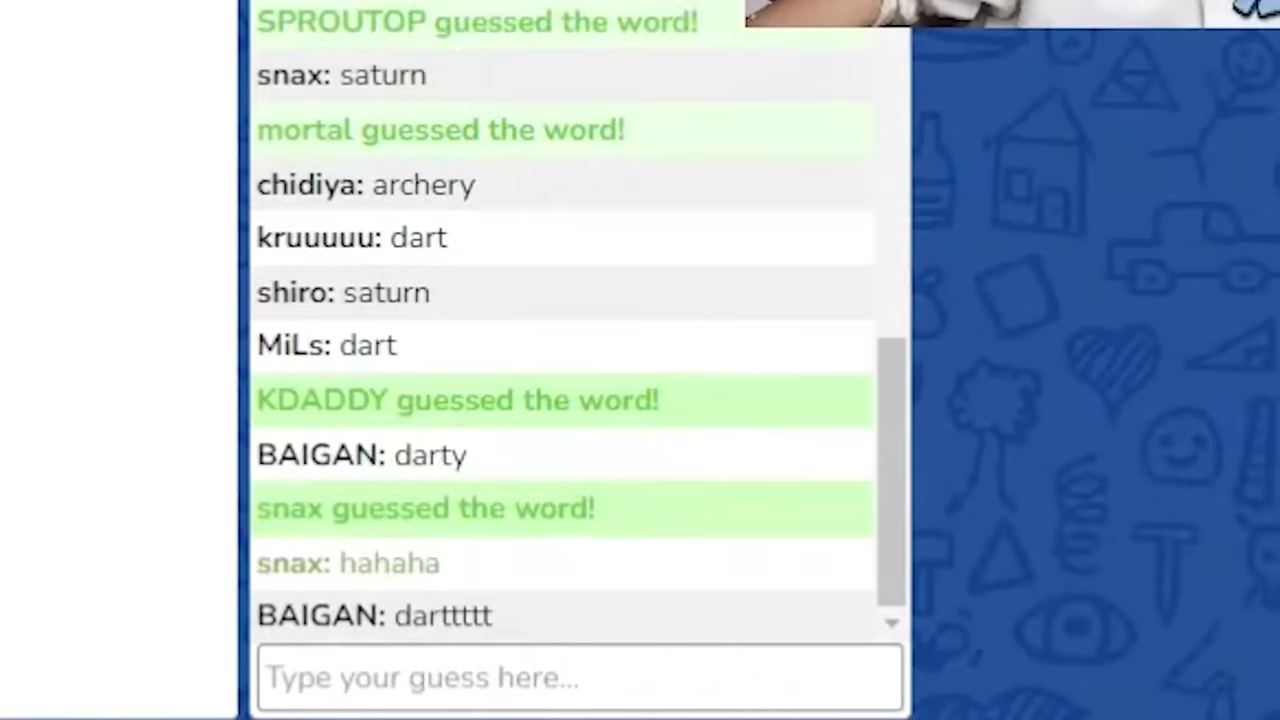 SPROUTOP guessed the word!
snax: saturn
mortal guessed the word!
chidiya: archery
kruuuuu: dart
shiro: saturn
MiLs: dart
KDADDY guessed the word!
BAIGAN: darty
snax guessed the word!
snax: hahaha
BAIGAN: darttttt
Type your guess here...